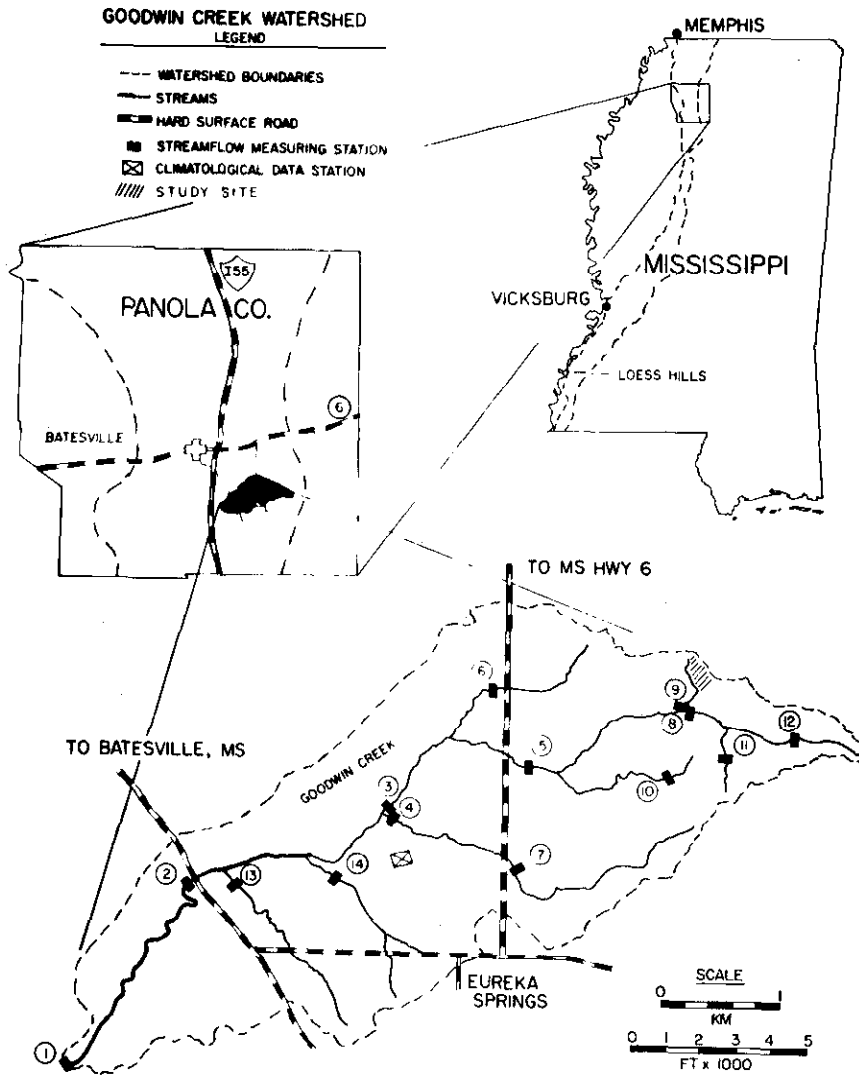 GOODWIN CREEK WATERSHED
LEGEND
WATERSHED BOUNDARIES
STREAMS
HARD SURFACE ROAD
STREAMFLOW MEASURING STATION
CLIMATOLOGICAL DATA STATION
STUDY SITE
MEMPHIS
MISSISSIPPI
VICKSBURG
LOESS HILLS
I55
PANOLA CO.
6
BATESVILLE
TO MS HWY 6
TO BATESVILLE, MS
GOODWIN CREEK
6
9
8
12
11
5
10
3
4
7
14
2
13
1
EUREKA
SPRINGS
SCALE
0 1
KM
0 1 2 3 4 5
FT x 1000